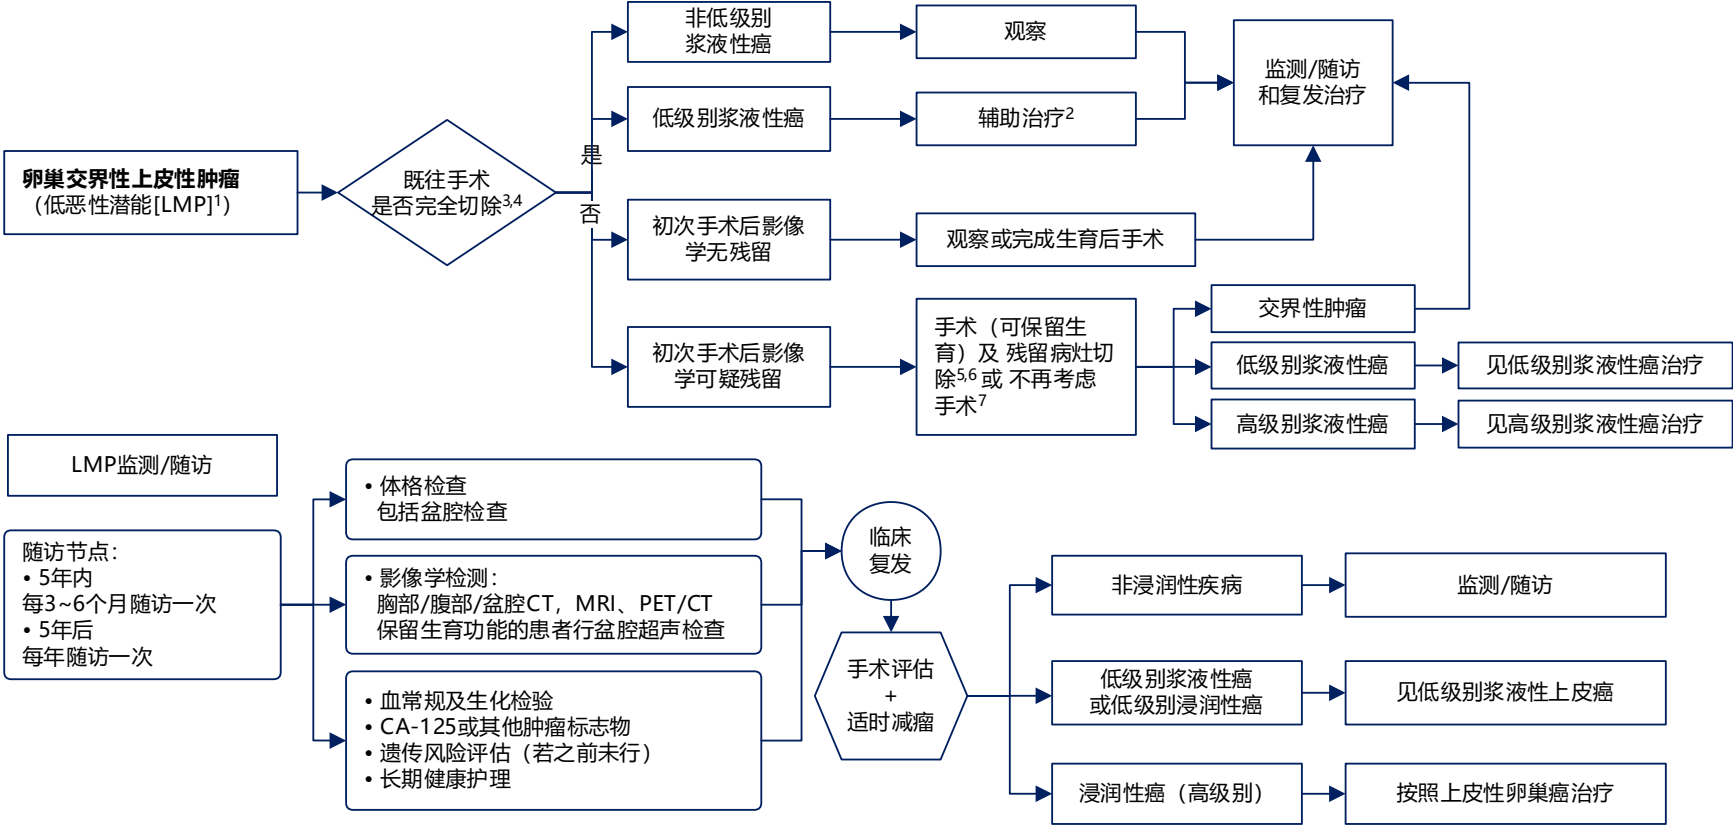 卵巢交界性上皮性肿瘤
（低恶性潜能[LMP]1）
既往手术
是否完全切除3,4
是
否
非低级别
浆液性癌
观察
低级别浆液性癌
辅助治疗2
监测/随访
和复发治疗
初次手术后影像
学无残留
观察或完成生育后手术
初次手术后影像
学可疑残留
手术（可保留生
育）及 残留病灶切
除5,6 或 不再考虑
手术7
交界性肿瘤
低级别浆液性癌
见低级别浆液性癌治疗
高级别浆液性癌
见高级别浆液性癌治疗
LMP监测/随访
随访节点：
• 5年内
每3~6个月随访一次
• 5年后
每年随访一次
• 体格检查
包括盆腔检查
• 影像学检测：
胸部/腹部/盆腔CT，MRI、PET/CT
保留生育功能的患者行盆腔超声检查
• 血常规及生化检验
• CA-125或其他肿瘤标志物
• 遗传风险评估（若之前未行）
• 长期健康护理
临床
复发
手术评估
+
适时减瘤
非浸润性疾病
监测/随访
低级别浆液性癌
或低级别浸润性癌
见低级别浆液性上皮癌
浸润性癌（高级别）
按照上皮性卵巢癌治疗